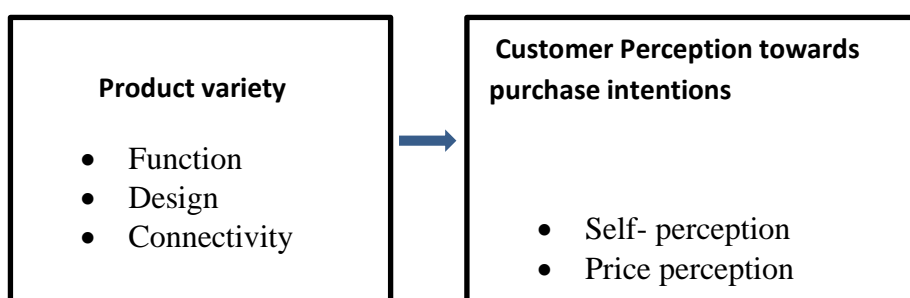 Product variety
• Function
• Design
• Connectivity
Customer Perception towards
purchase intentions
• Self- perception
• Price perception